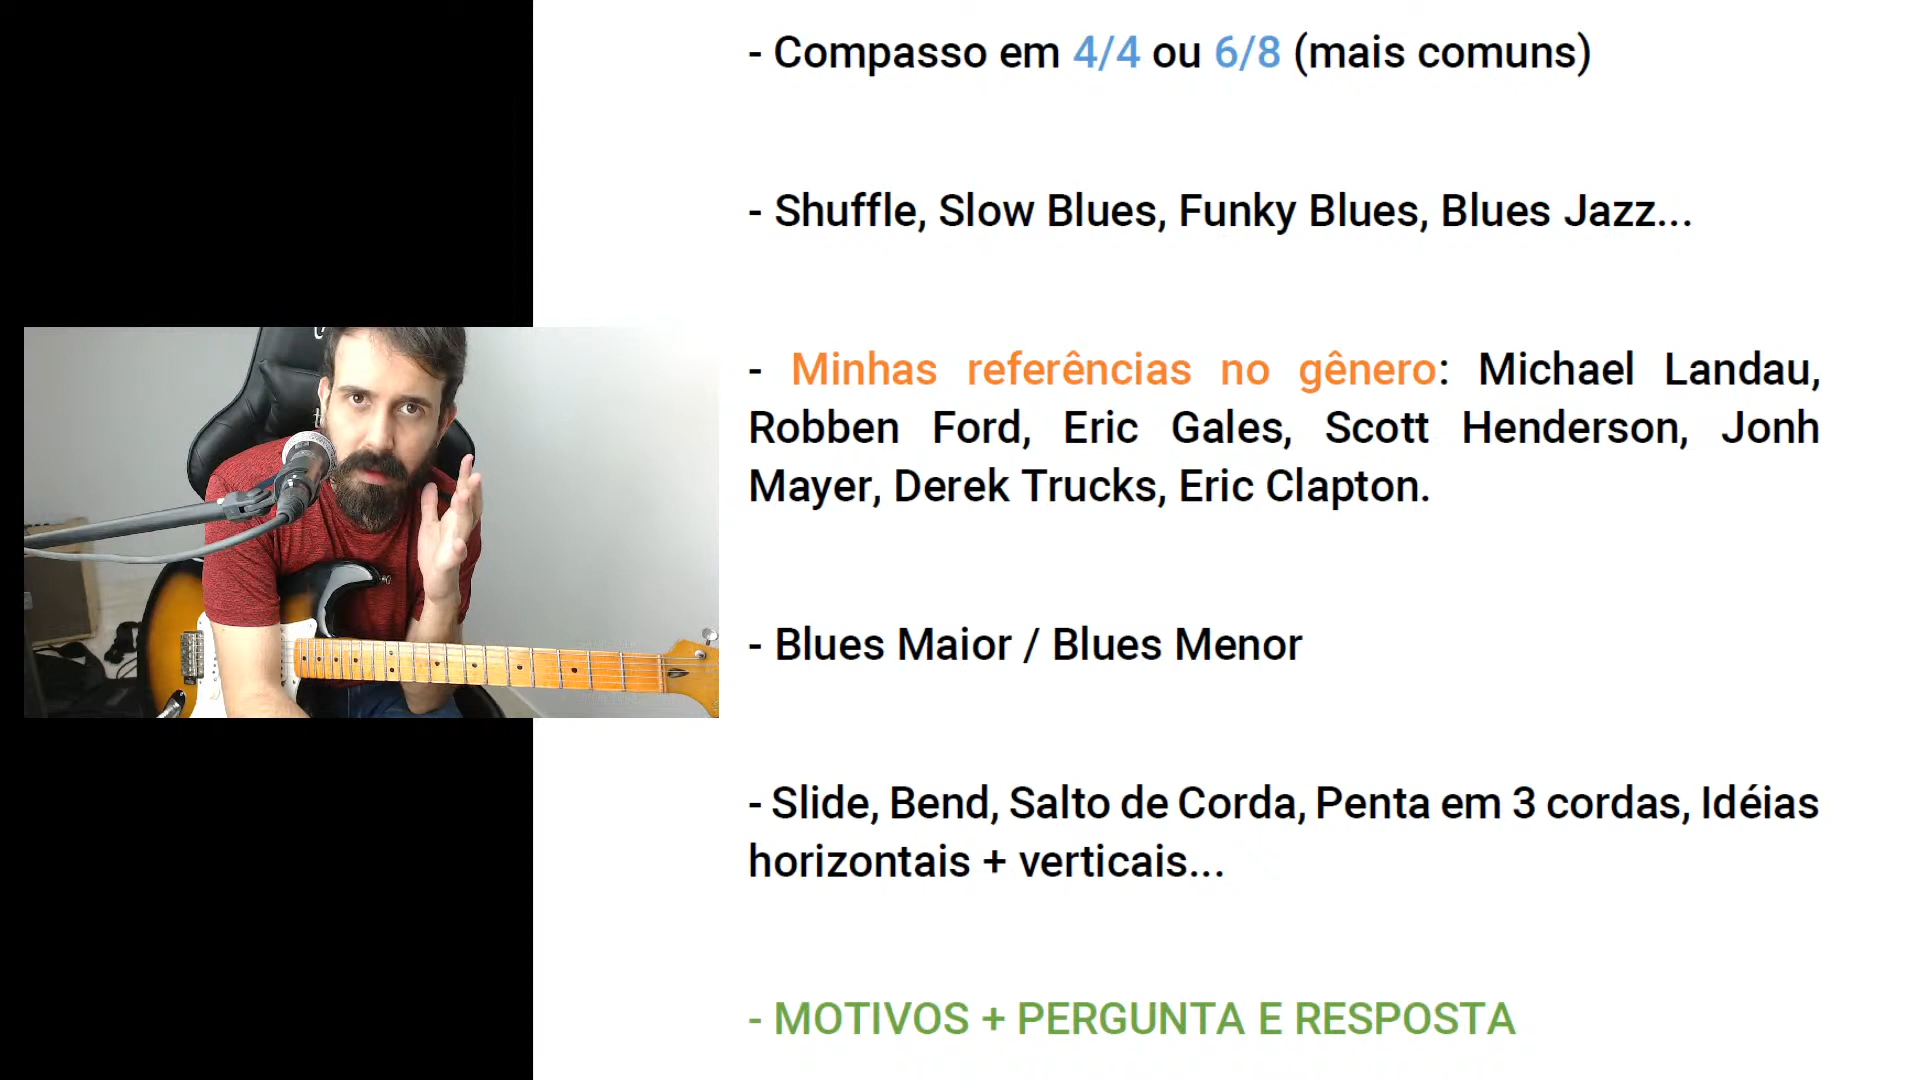 - Compasso em 4/4 ou 6/8 (mais comuns)
- Shuffle, Slow Blues, Funky Blues, Blues Jazz...
- Minhas referências no gênero: Michael Landau,
Robben Ford, Eric Gales, Scott Henderson, Jonh
Mayer, Derek Trucks, Eric Clapton.
- Blues Maior / Blues Menor
- Slide, Bend, Salto de Corda, Penta em 3 cordas, Idéias
horizontais + verticais...
- MOTIVOS + PERGUNTA E RESPOSTA